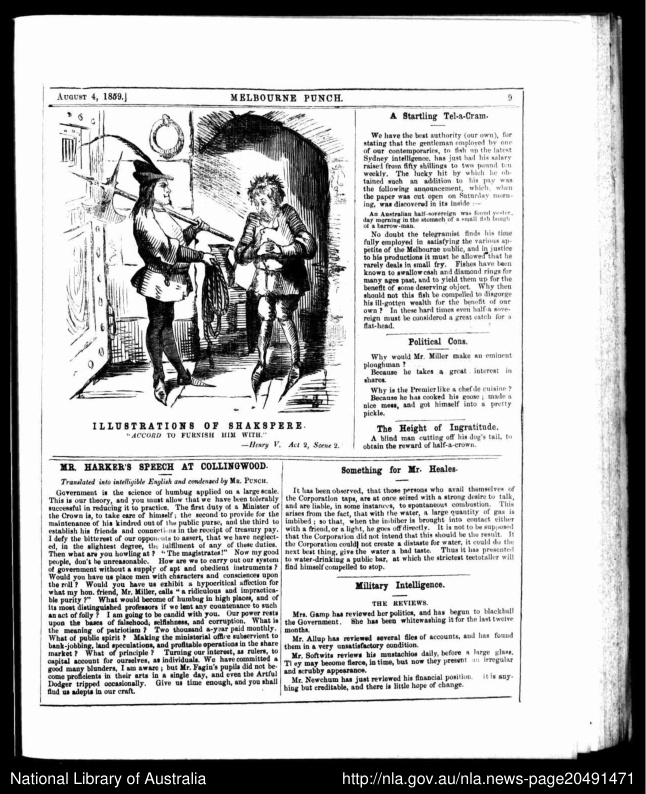 August 4, 1859.]
MELBOURNE PUNCH.
9
ILLUSTRATIONS OF SHAKSPERE.
"ACCORD TO FURNISH HIM WITH."
—Henry V. Act 2, Scene 2.
A Startling Tel-a-Cram.
We have the best authority (our own), for
stating that the gentleman employed by one
of our contemporaries, to fish up the latest
Sydney intelligence, has just had his salary
raised from fifty shillings to two pound ten
weekly. The lucky hit by which he ob-
tained such an addition to his pay was
the following announcement, which, when
the paper was cut open on Saturday morn-
ing, was discovered in its inside :—
An Australian half-sovereign was found yester-
day morning in the stomach of a small fish bought
of a barrow-man.
No doubt the telegramist finds his time
fully employed in satisfying the various ap-
petite of the Melbourne public, and in justice
to his productions it must be allowed that he
rarely deals in small fry. Fishes have been
known to swallow cash and diamond rings for
many ages past, and to yield them up for the
benefit of some deserving object. Why then
should not this fish be compelled to disgorge
his ill-gotten wealth for the benefit of our
own ? In these hard times even half-a sove-
reign must be considered a great catch for a
flat-head.
Political Cons.
Why would Mr. Miller make an eminent
ploughman ?
Because he takes a great interest in
shares.
Why is the Premier like a chef de cuisine ?
Because he has cooked his goose ; made a
nice mess, and got himself into a pretty
pickle.
The Height of Ingratitude.
A blind man cutting off his dog's tail, to
obtain the reward of half-a-crown.
MR. HARKER'S SPEECH AT COLLINGWOOD.
Translated into intelligible English and condensed by Mr. Punch.
Government is the science of humbug applied on a large scale.
This is our theory, and you must allow that we have been tolerably
successful in reducing it to practice. The first duty of a Minister of
the Crown is, to take care of himself ; the second to provide for the
maintenance of his kindred out of the public purse, and the third to
establish his friends and connections in the receipt of treasury pay.
I defy the bitterest of our opponents to assert, that we have neglect-
ed, in the slightest degree, the fulfilment of any of these duties.
Then what are you howling at ? "The magistrates!" Now my good
people, don't be unreasonable. How are we to carry out our system
of government without a supply of apt and obedient instruments ?
Would you have us place men with characters and consciences upon
the roll ? Would you have us exhibit a hypocritical affection for
what my hon. friend, Mr. Miller, calls "a ridiculous and impractica-
ble purity ?" What would become of humbug in high places, and of
its most distinguished professors if we lent any countenance to such
an act of folly ? I am going to be candid with you. Our power rests
upon the bases of falsehood, selfishness, and corruption. What is
the meaning of patriotism ? Two thousand a-year paid monthly.
What of public spirit ? Making the ministerial office subservient to
bank-jobbing, land speculations, and profitable operations in the share
market ? What of principle ? Turning our interest, as rulers, to
capital account for ourselves, as individuals. We have committed a
good many blunders, I am aware ; but Mr. Fagin's pupils did not be-
come proficients in their arts in a single day, and even the Artful
Dodger tripped occasionally. Give us time enough, and you shall
find us adepts in our craft.
Something for Mr. Heales.
It has been observed, that those persons who avail themselves of
the Corporation taps, are at once seized with a strong desire to talk,
and are liable, in some instances, to spontaneous combustion. This
arises from the fact, that with the water, a large quantity of gas is
imbibed ; so that, when the imbiber is brought into contact either
with a friend, or a light, he goes off directly. It is not to be supposed
that the Corporation did not intend that this should be the result. It
the Corporation could not create a distaste for water, it could do the
next best thing, give the water a bad taste. Thus it has presented
to water-drinking a public bar, at which the strictest teetotaller will
find himself compelled to stop.
Military Intelligence.
THE REVIEWS.
Mrs. Gamp has reviewed her politics, and has begun to blackball
the Government. She has been whitewashing it for the last twelve
months.
Mr. Allup has reviewed several files of accounts, and has found
them in a very unsatisfactory condition.
Mr. Softwits reviews his mustachios daily, before a large glass.
They may become fierce, in time, but now they present an irregular
and scrubby appearance.
Mr. Newchum has just reviewed his financial position. it is any-
thing but creditable, and there is little hope of change.
National Library of Australia
http://nla.gov.au/nla.news-page20491471